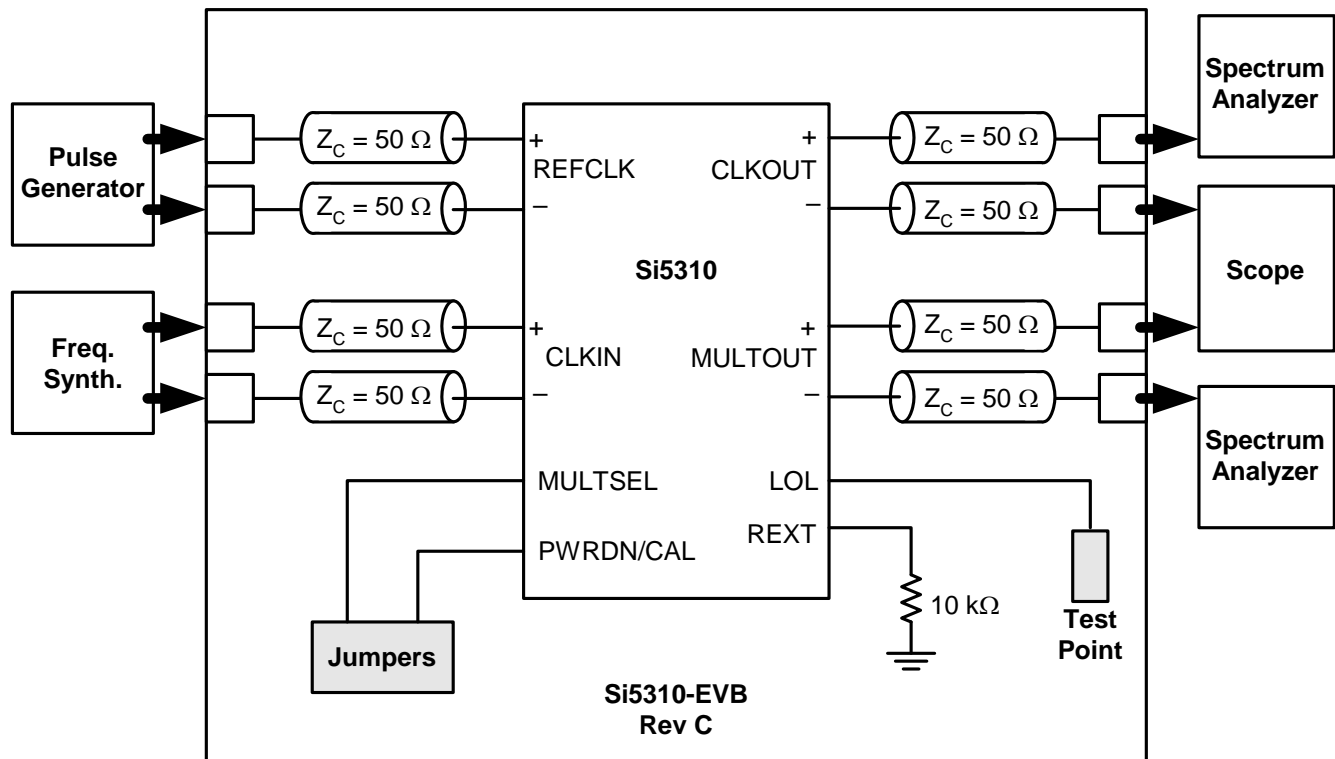 Pulse
Generator
Freq.
Synth.
Z_C = 50 Ω
Z_C = 50 Ω
Z_C = 50 Ω
Z_C = 50 Ω
+
REFCLK
–
+
CLKIN
–
MULTSEL
PWRDN/CAL
Si5310
+
CLKOUT
–
+
MULTOUT
–
LOL
REXT
Z_C = 50 Ω
Z_C = 50 Ω
Z_C = 50 Ω
Z_C = 50 Ω
Spectrum
Analyzer
Scope
Spectrum
Analyzer
10 kΩ
Test
Point
Jumpers
Si5310-EVB
Rev C